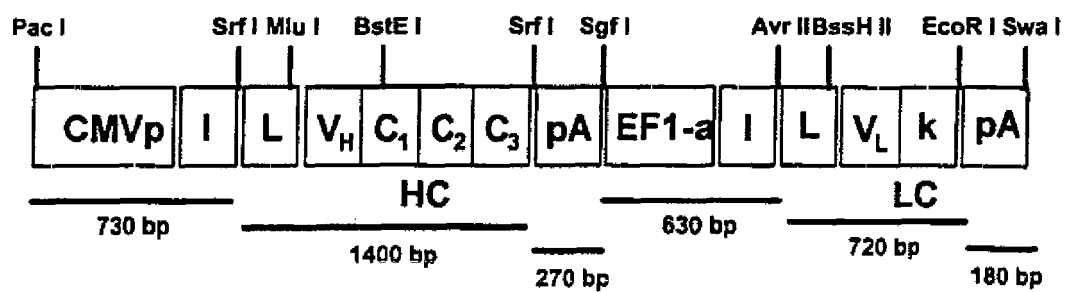 Pac I Srf I Mlu I BstE I Srf I Sgf I Avr II BssH II EcoR I Swa I
CMVp I L VH C1 C2 C3 pA EF1-a I L VL k pA
HC LC
730 bp 1400 bp 270 bp 630 bp 720 bp 180 bp